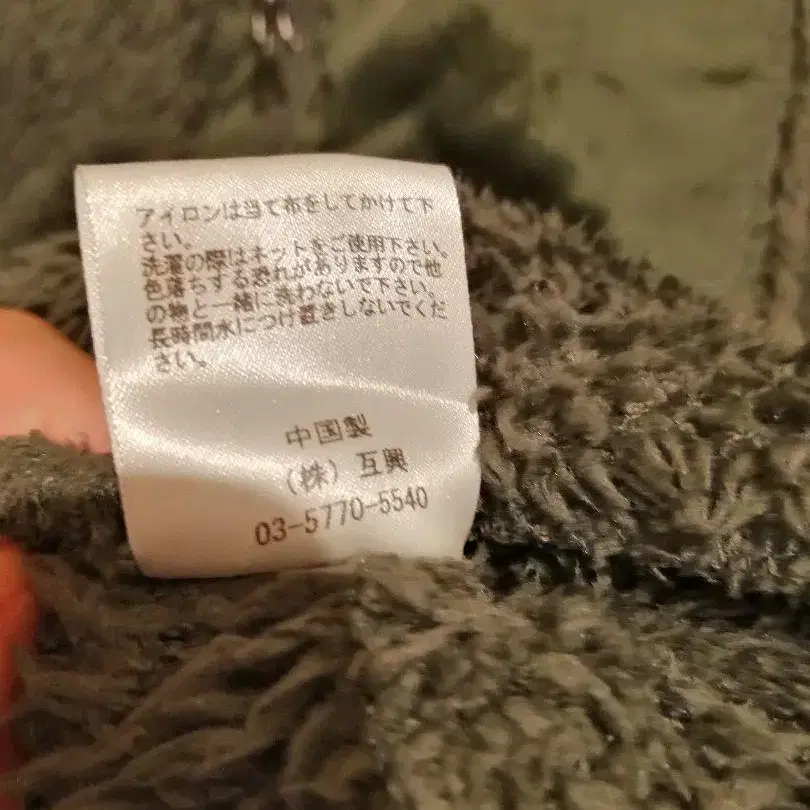 アイロンは当て布をしてかけて下
さい。
洗濯の際はネットをご使用下さい。
色落ちする恐れがありますので他
の物と一緒に洗わないで下さい。
長時間水につけ置きしないでくだ
さい。
中国製
(株) 互興
03-5770-5540